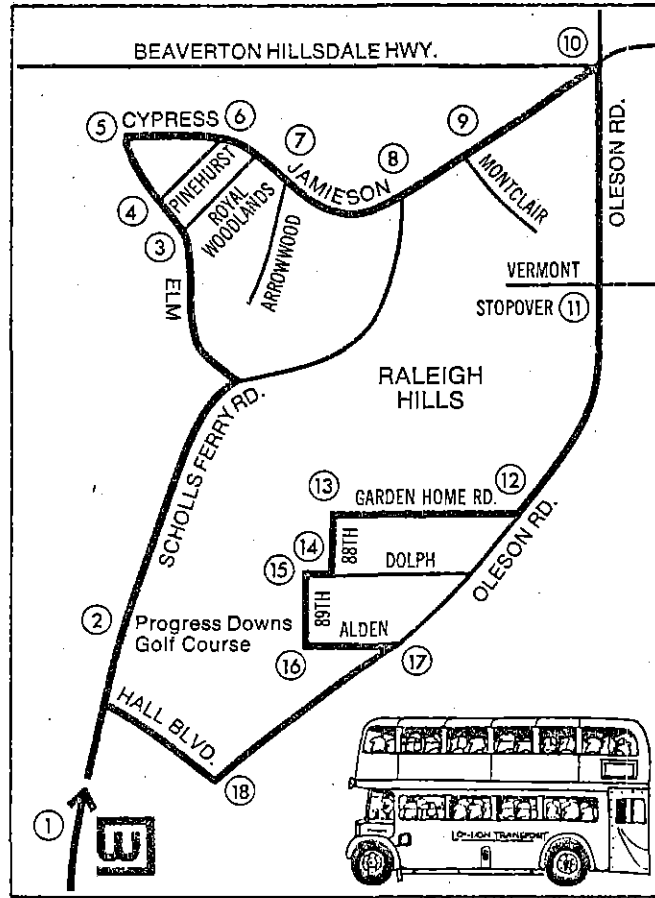 BEAVERTON HILLSDALE HWY.
10
5
CYPRESS
6
7
8
9
OLESON RD.
PINEHURST
ROYAL
WOODLANDS
JAMIESON
MONTCLAIR
4
3
ARROWWOOD
ELM
VERMONT
STOPOVER 11
RALEIGH
HILLS
SCHOLLS FERRY RD.
13
GARDEN HOME RD.
12
14
88TH
15
DOLPH
OLESON RD.
2
Progress Downs
Golf Course
89TH
ALDEN
16
17
HALL BLVD.
18
1